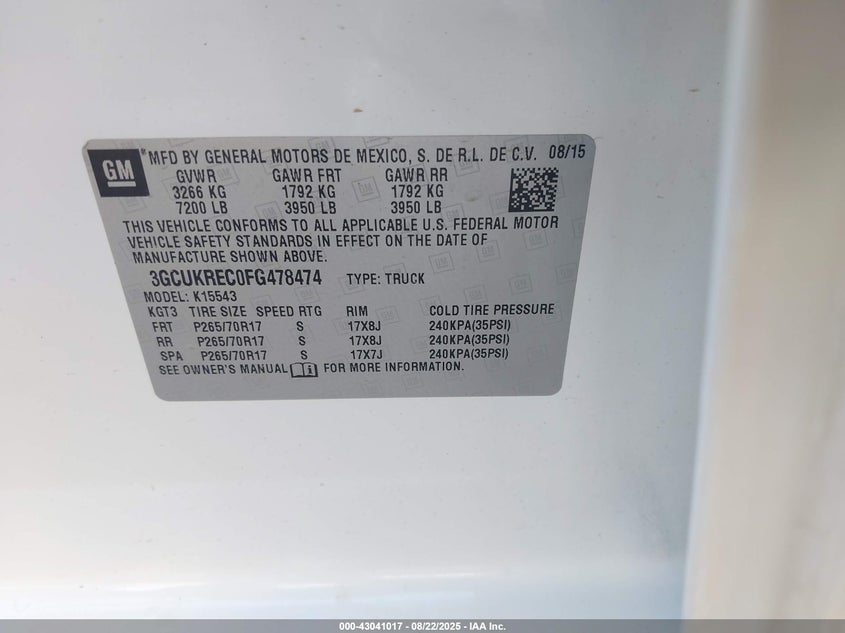 GM
MFD BY GENERAL MOTORS DE MEXICO, S. DE R.L. DE C.V. 08/15
GVWR GAWR FRT GAWR RR
3266 KG 1792 KG 1792 KG
7200 LB 3950 LB 3950 LB
THIS VEHICLE CONFORMS TO ALL APPLICABLE U.S. FEDERAL MOTOR
VEHICLE SAFETY STANDARDS IN EFFECT ON THE DATE OF
MANUFACTURE SHOWN ABOVE.
3GCUKREC0FG478474 TYPE: TRUCK
MODEL: K15543
KGT3 TIRE SIZE SPEED RTG RIM COLD TIRE PRESSURE
FRT P265/70R17 S 17X8J 240KPA(35PSI)
RR P265/70R17 S 17X8J 240KPA(35PSI)
SPA P265/70R17 S 17X7J 240KPA(35PSI)
SEE OWNER'S MANUAL FOR MORE INFORMATION.
000-43041017 - 08/22/2025 - IAA Inc.